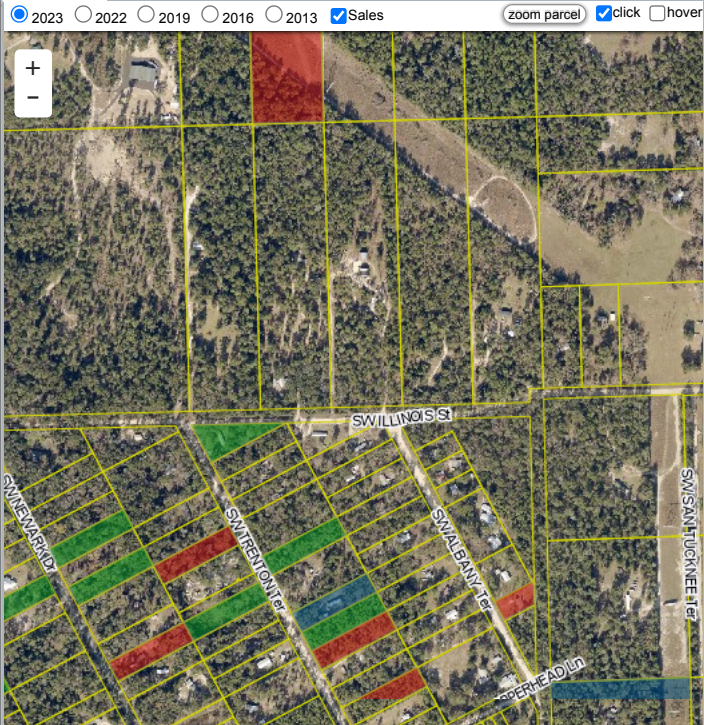 2023 2022 2019 2016 2013 Sales zoom parcel click hover
+
−
SW ILLINOIS St
SW NEWARK Dr
SW TRENTON Ter
SW ALBANY Ter
SW SAN TUCKNEE Ter
OPPERHEAD Ln